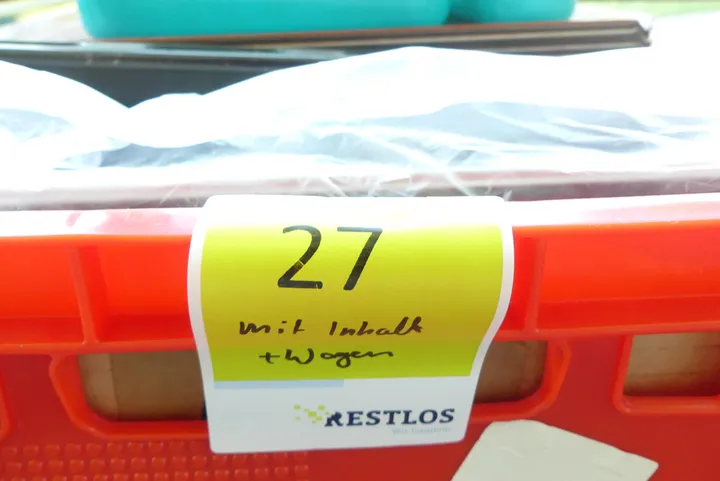 27
mit Inhalt
+ Wagen
RESTLOS